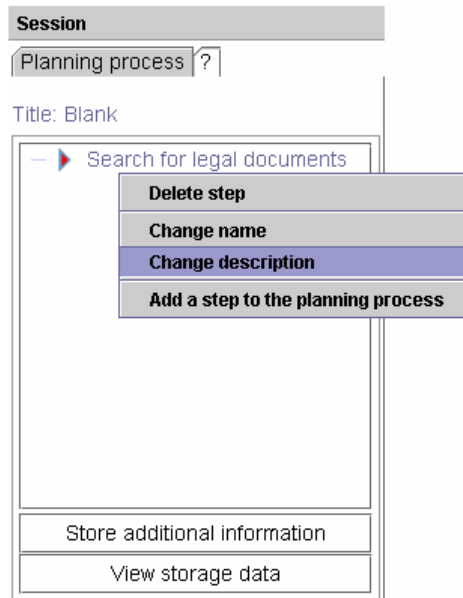 Session
Planning process ?
Title: Blank
Search for legal documents
Delete step
Change name
Change description
Add a step to the planning process
Store additional information
View storage data